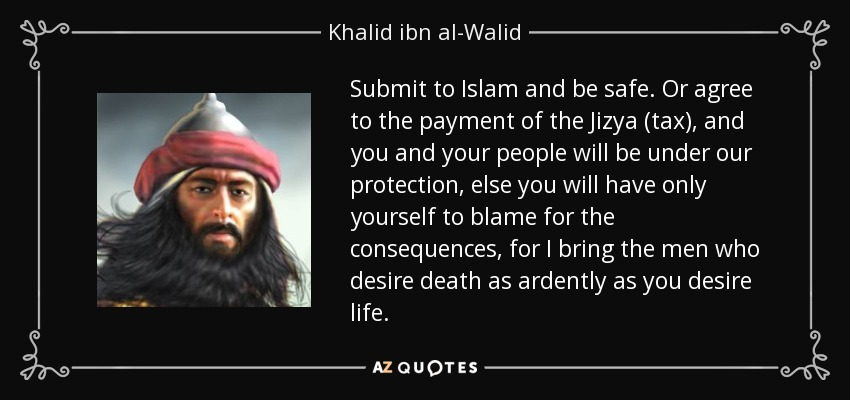 Khalid ibn al-Walid
Submit to Islam and be safe. Or agree
to the payment of the Jizya (tax), and
you and your people will be under our
protection, else you will have only
yourself to blame for the
consequences, for I bring the men who
desire death as ardently as you desire
life.
AZ QUOTES